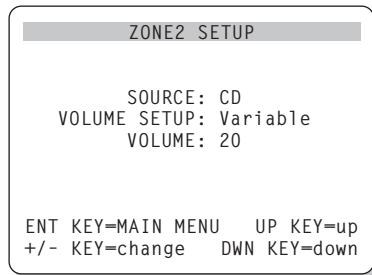 ZONE2 SETUP
SOURCE: CD
VOLUME SETUP: Variable
VOLUME: 20
ENT KEY=MAIN MENU UP KEY=up
+/- KEY=change DWN KEY=down